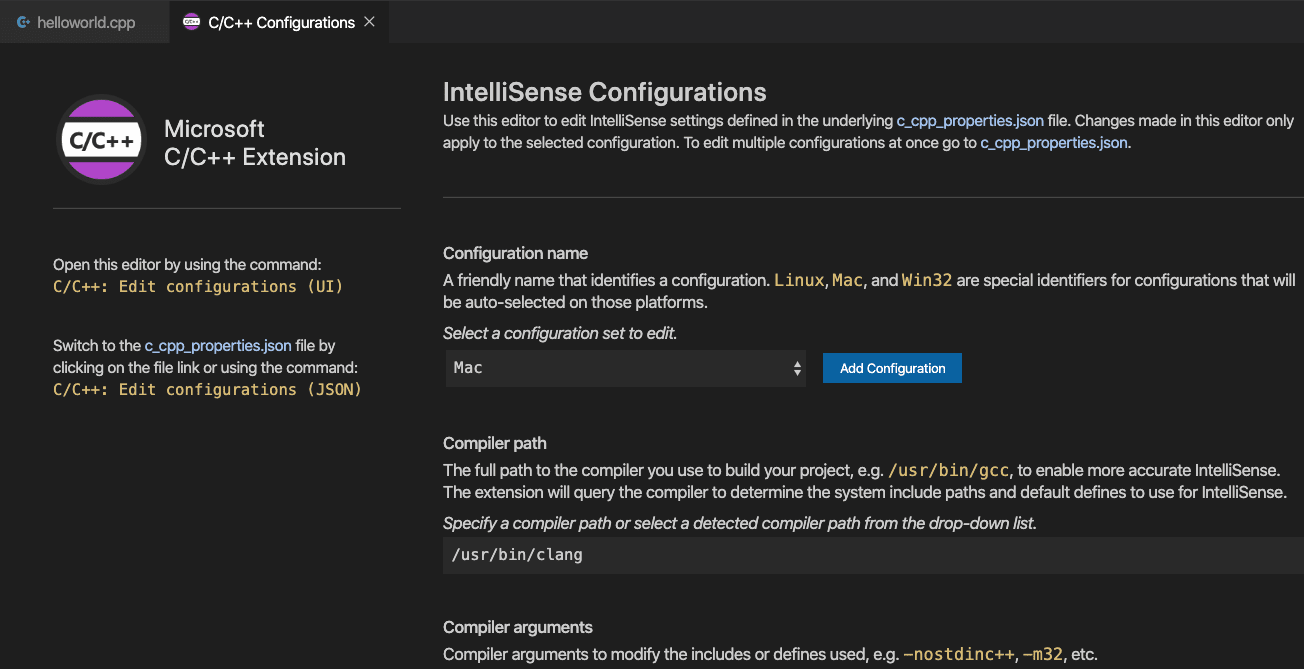 helloworld.cpp
C/C++ C/C++ Configurations
C/C++
Microsoft
C/C++ Extension
Open this editor by using the command:
C/C++: Edit configurations (UI)
Switch to the c_cpp_properties.json file by
clicking on the file link or using the command:
C/C++: Edit configurations (JSON)
IntelliSense Configurations
Use this editor to edit IntelliSense settings defined in the underlying c_cpp_properties.json file. Changes made in this editor only
apply to the selected configuration. To edit multiple configurations at once go to c_cpp_properties.json.
Configuration name
A friendly name that identifies a configuration. Linux, Mac, and Win32 are special identifiers for configurations that will
be auto-selected on those platforms.
Select a configuration set to edit.
Mac
Add Configuration
Compiler path
The full path to the compiler you use to build your project, e.g. /usr/bin/gcc, to enable more accurate IntelliSense.
The extension will query the compiler to determine the system include paths and default defines to use for IntelliSense.
Specify a compiler path or select a detected compiler path from the drop-down list.
/usr/bin/clang
Compiler arguments
Compiler arguments to modify the includes or defines used, e.g. -nostdinc++, -m32, etc.